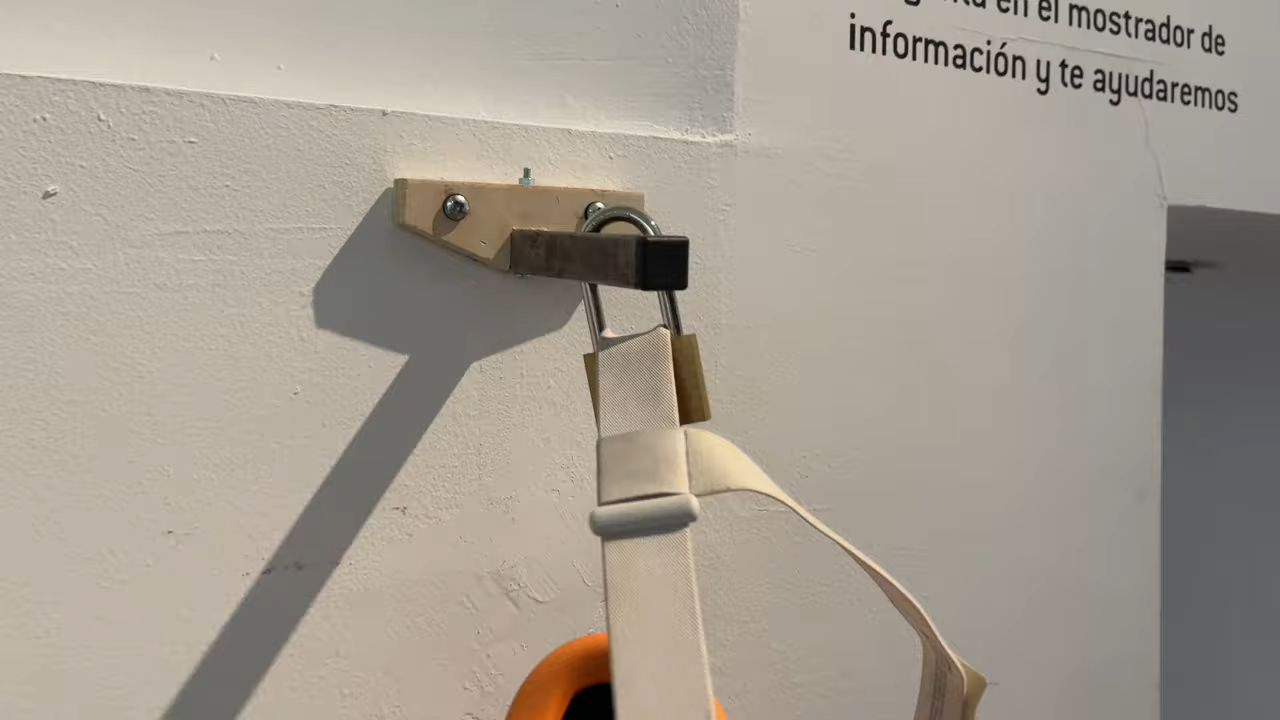 en el mostrador de
información y te ayudaremos